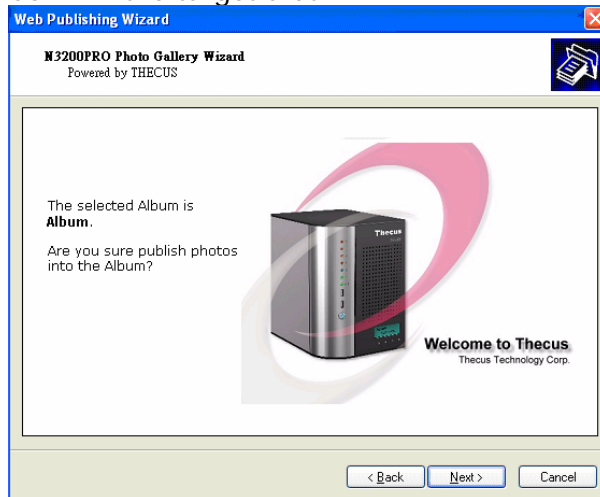 Web Publishing Wizard
N3200PRO Photo Gallery Wizard
Powered by THECUS
The selected Album is
Album.
Are you sure publish photos
into the Album?
Thecus
Welcome to Thecus
Thecus Technology Corp.
< Back
Next >
Cancel